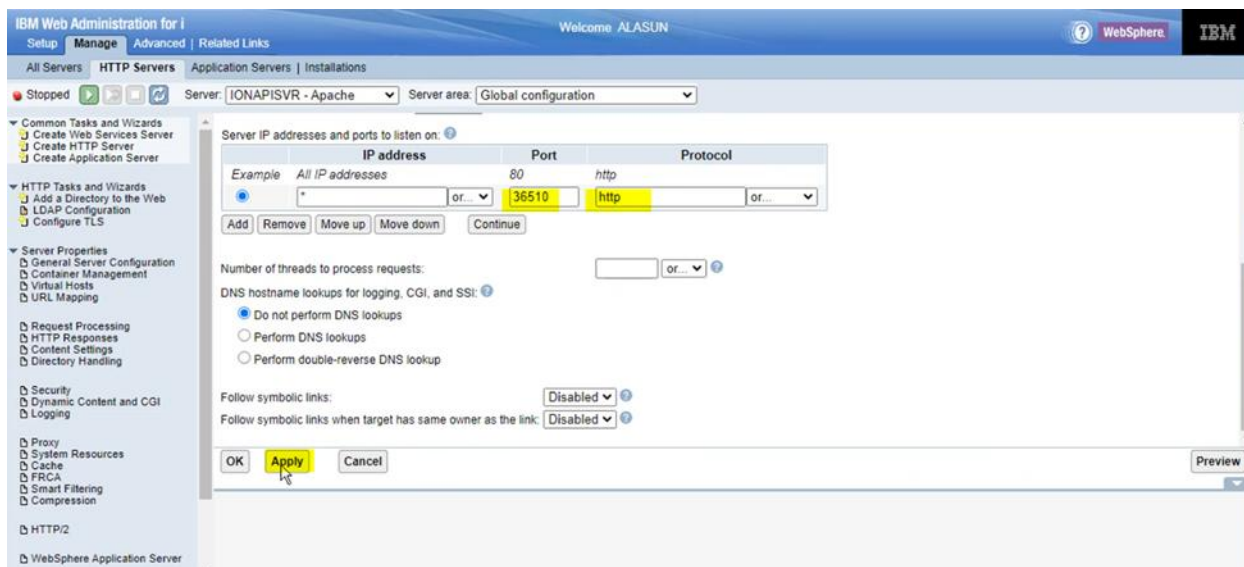 IBM Web Administration for i
Welcome ALASUN
? WebSphere. IBM
Setup Manage Advanced | Related Links
All Servers HTTP Servers Application Servers | Installations
Stopped Server: IONAPISVR - Apache Server area: Global configuration
Common Tasks and Wizards
Create Web Services Server
Create HTTP Server
Create Application Server
HTTP Tasks and Wizards
Add a Directory to the Web
LDAP Configuration
Configure TLS
Server Properties
General Server Configuration
Container Management
Virtual Hosts
URL Mapping
Request Processing
HTTP Responses
Content Settings
Directory Handling
Security
Dynamic Content and CGI
Logging
Proxy
System Resources
Cache
FRCA
Smart Filtering
Compression
HTTP/2
WebSphere Application Server
Server IP addresses and ports to listen on: ?
IP address Port Protocol
Example All IP addresses 80 http
* or... 36510 http or...
Add Remove Move up Move down Continue
Number of threads to process requests: or... ?
DNS hostname lookups for logging, CGI, and SSI: ?
Do not perform DNS lookups
Perform DNS lookups
Perform double-reverse DNS lookup
Follow symbolic links: Disabled ?
Follow symbolic links when target has same owner as the link: Disabled ?
OK Apply Cancel Preview